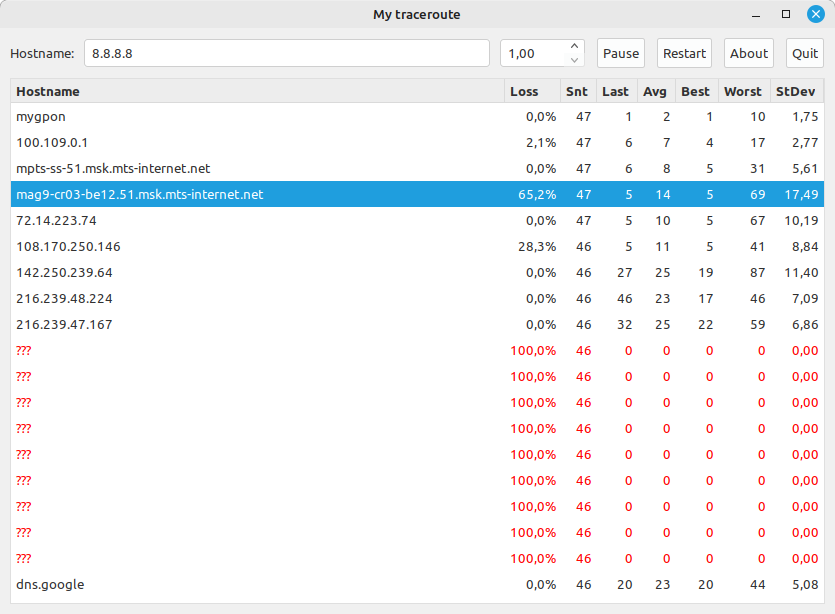 My traceroute
Hostname: 8.8.8.8 1,00 Pause Restart About Quit
Hostname Loss Snt Last Avg Best Worst StDev
mygpon 0,0% 47 1 2 1 10 1,75
100.109.0.1 2,1% 47 6 7 4 17 2,77
mpts-ss-51.msk.mts-internet.net 0,0% 47 6 8 5 31 5,61
mag9-cr03-be12.51.msk.mts-internet.net 65,2% 47 5 14 5 69 17,49
72.14.223.74 0,0% 47 5 10 5 67 10,19
108.170.250.146 28,3% 46 5 11 5 41 8,84
142.250.239.64 0,0% 46 27 25 19 87 11,40
216.239.48.224 0,0% 46 46 23 17 46 7,09
216.239.47.167 0,0% 46 32 25 22 59 6,86
??? 100,0% 46 0 0 0 0 0,00
??? 100,0% 46 0 0 0 0 0,00
??? 100,0% 46 0 0 0 0 0,00
??? 100,0% 46 0 0 0 0 0,00
??? 100,0% 46 0 0 0 0 0,00
??? 100,0% 46 0 0 0 0 0,00
??? 100,0% 46 0 0 0 0 0,00
??? 100,0% 46 0 0 0 0 0,00
??? 100,0% 46 0 0 0 0 0,00
dns.google 0,0% 46 20 23 20 44 5,08